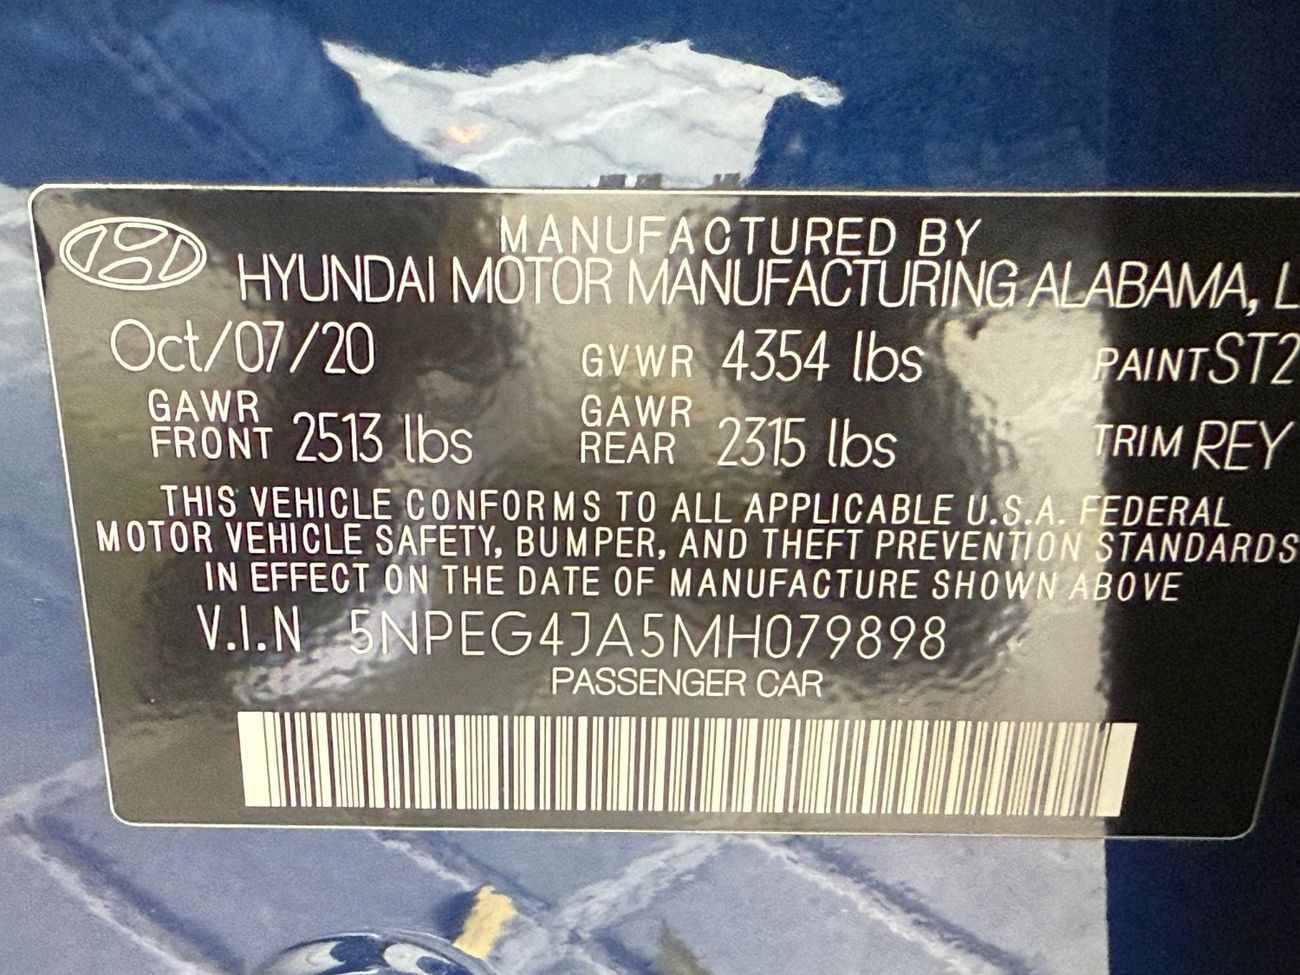 MANUFACTURED BY
HYUNDAI MOTOR MANUFACTURING ALABAMA, L
Oct/07/20 GVWR 4354 lbs PAINT ST2
GAWR FRONT 2513 lbs GAWR REAR 2315 lbs TRIM REY
THIS VEHICLE CONFORMS TO ALL APPLICABLE U.S.A. FEDERAL
MOTOR VEHICLE SAFETY, BUMPER, AND THEFT PREVENTION STANDARDS
IN EFFECT ON THE DATE OF MANUFACTURE SHOWN ABOVE
V.I.N 5NPEG4JA5MH079898
PASSENGER CAR